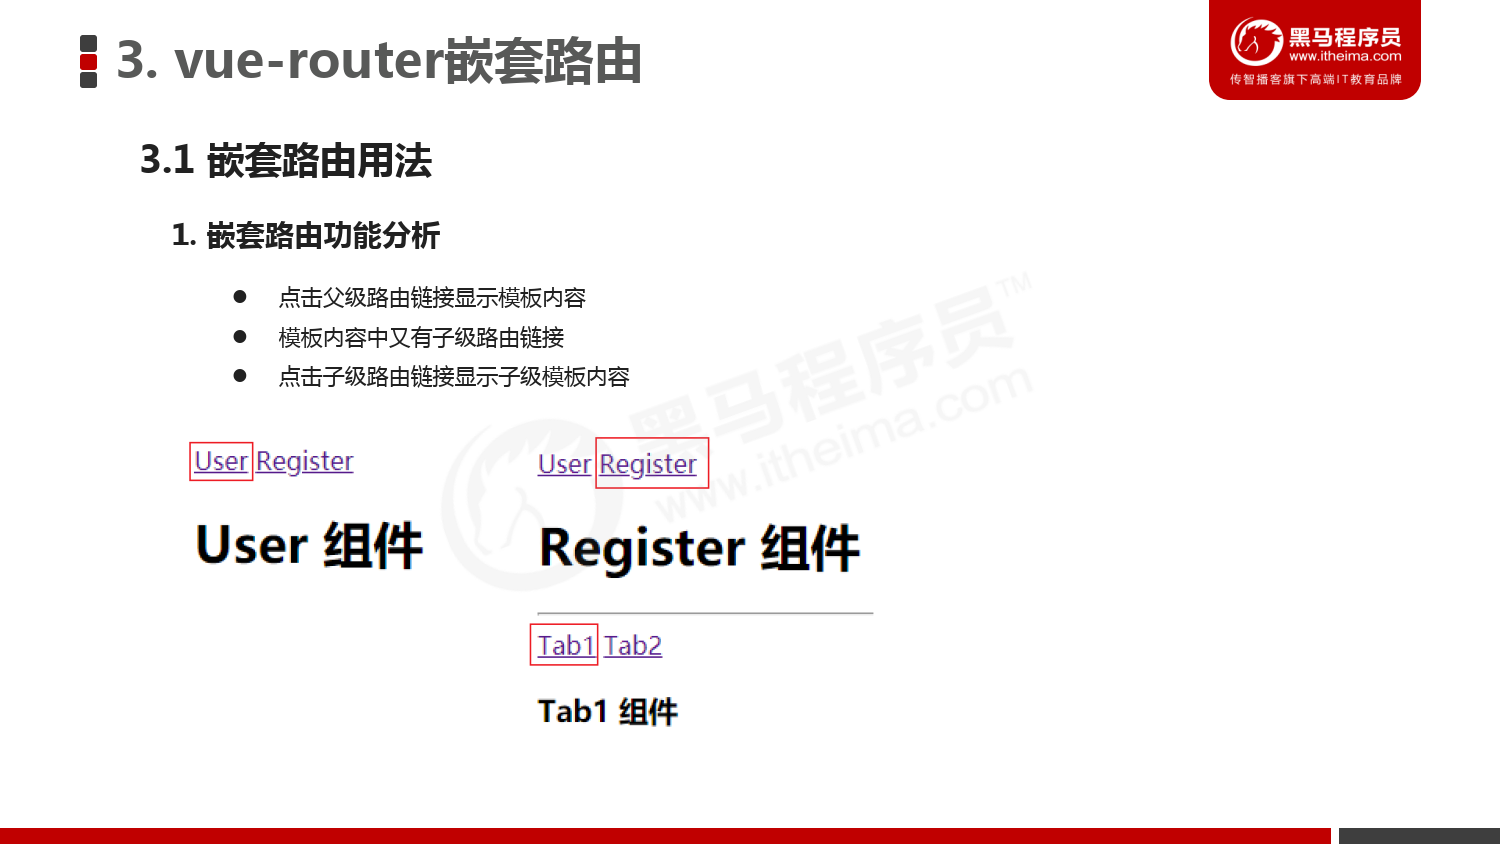 3. vue-router嵌套路由
黑马程序员
www.itheima.com
传智播客旗下高端IT教育品牌
3.1 嵌套路由用法
1. 嵌套路由功能分析
● 点击父级路由链接显示模板内容
● 模板内容中又有子级路由链接
● 点击子级路由链接显示子级模板内容
黑马程序员™
www.itheima.com
User Register
User 组件
User Register
Register 组件
Tab1 Tab2
Tab1 组件